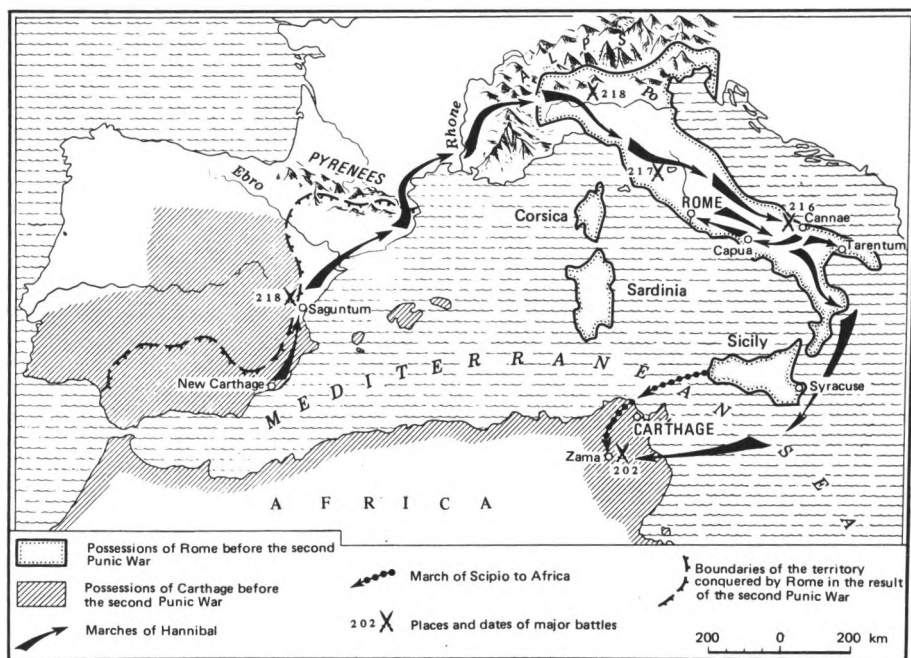 A L P S
218
Po
Rhone
PYRENEES
Ebro
217
ROME
216
Cannae
Corsica
Capua
Tarentum
218
Saguntum
Sardinia
Sicily
New Carthage
MEDITERRANEAN SEA
Syracuse
CARTHAGE
Zama
202
AFRICA
Possessions of Rome before the second
Punic War
Possessions of Carthage before
the second Punic War
Marches of Hannibal
March of Scipio to Africa
202 Places and dates of major battles
Boundaries of the territory
conquered by Rome in the result
of the second Punic War
200 0 200 km